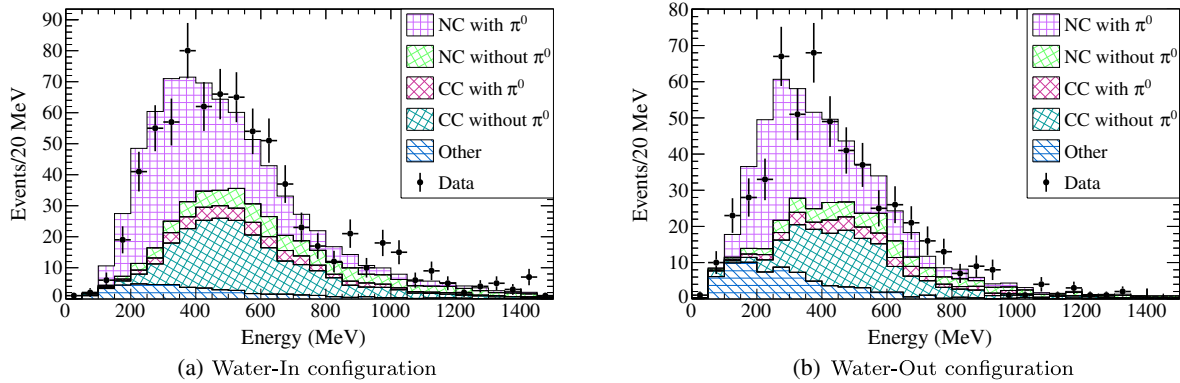 NC with π⁰
NC without π⁰
CC with π⁰
CC without π⁰
Other
Data
Events/20 MeV
90
80
70
60
50
40
30
20
10
0
0 200 400 600 800 1000 1200 1400
Energy (MeV)
(a) Water-In configuration
NC with π⁰
NC without π⁰
CC with π⁰
CC without π⁰
Other
Data
Events/20 MeV
80
70
60
50
40
30
20
10
0
0 200 400 600 800 1000 1200 1400
Energy (MeV)
(b) Water-Out configuration